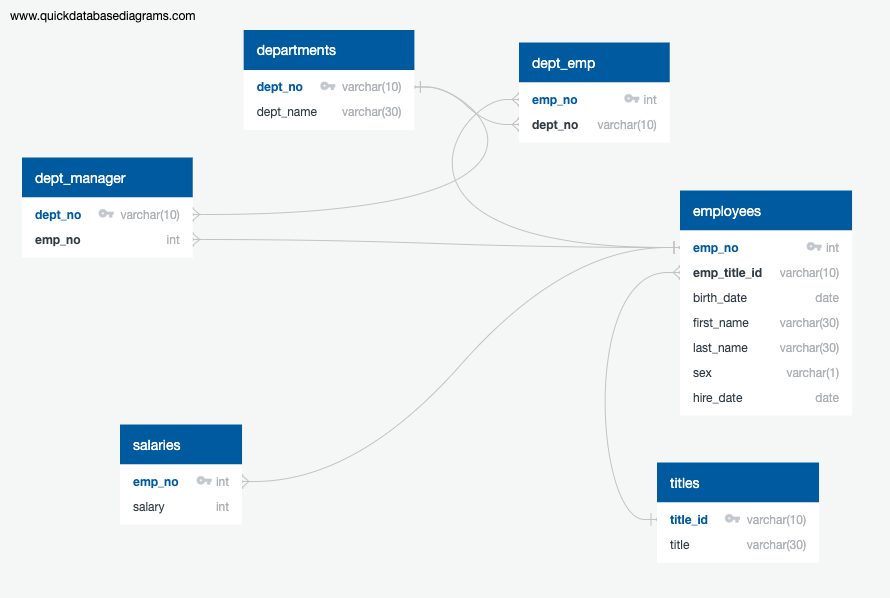 www.quickdatabasediagrams.com
departments
dept_no varchar(10)
dept_name varchar(30)
dept_emp
emp_no int
dept_no varchar(10)
dept_manager
dept_no varchar(10)
emp_no int
employees
emp_no int
emp_title_id varchar(10)
birth_date date
first_name varchar(30)
last_name varchar(30)
sex varchar(1)
hire_date date
salaries
emp_no int
salary int
titles
title_id varchar(10)
title varchar(30)